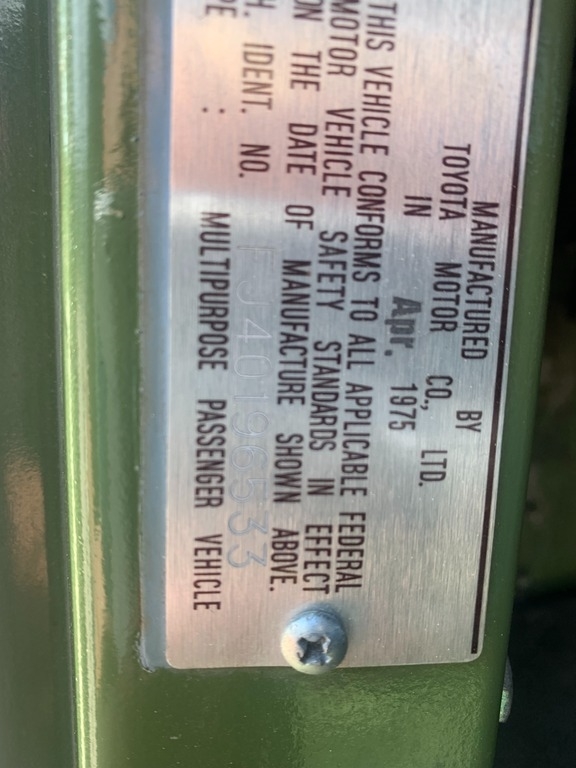 MANUFACTURED BY
TOYOTA MOTOR CO., LTD.
IN Apr. 1975
THIS VEHICLE CONFORMS TO ALL APPLICABLE FEDERAL
MOTOR VEHICLE SAFETY STANDARDS IN EFFECT
ON THE DATE OF MANUFACTURE SHOWN ABOVE.
IDENT. NO. FJ40196533
: MULTIPURPOSE PASSENGER VEHICLE